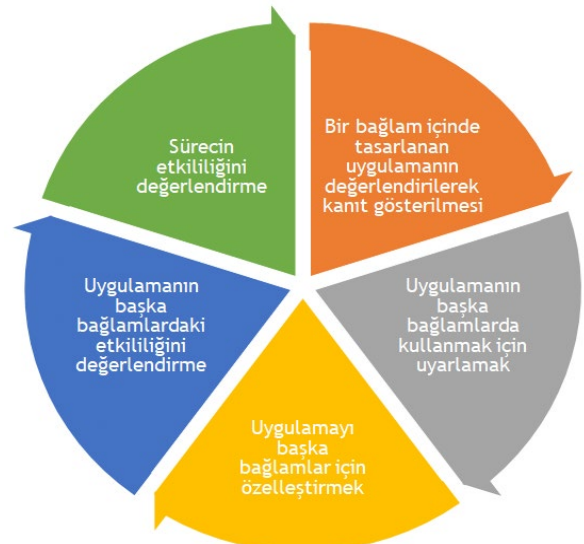 Bir bağlam içinde
tasarlanan
uygulamanın
değerlendirilerek
kanıt gösterilmesi
Uygulamanın
başka
bağlamlarda
kullanmak için
uyarlamak
Uygulamayı
başka
bağlamlar için
özelleştirmek
Uygulamanın
başka
bağlamlardaki
etkililiğini
değerlendirme
Sürecin
etkililiğini
değerlendirme